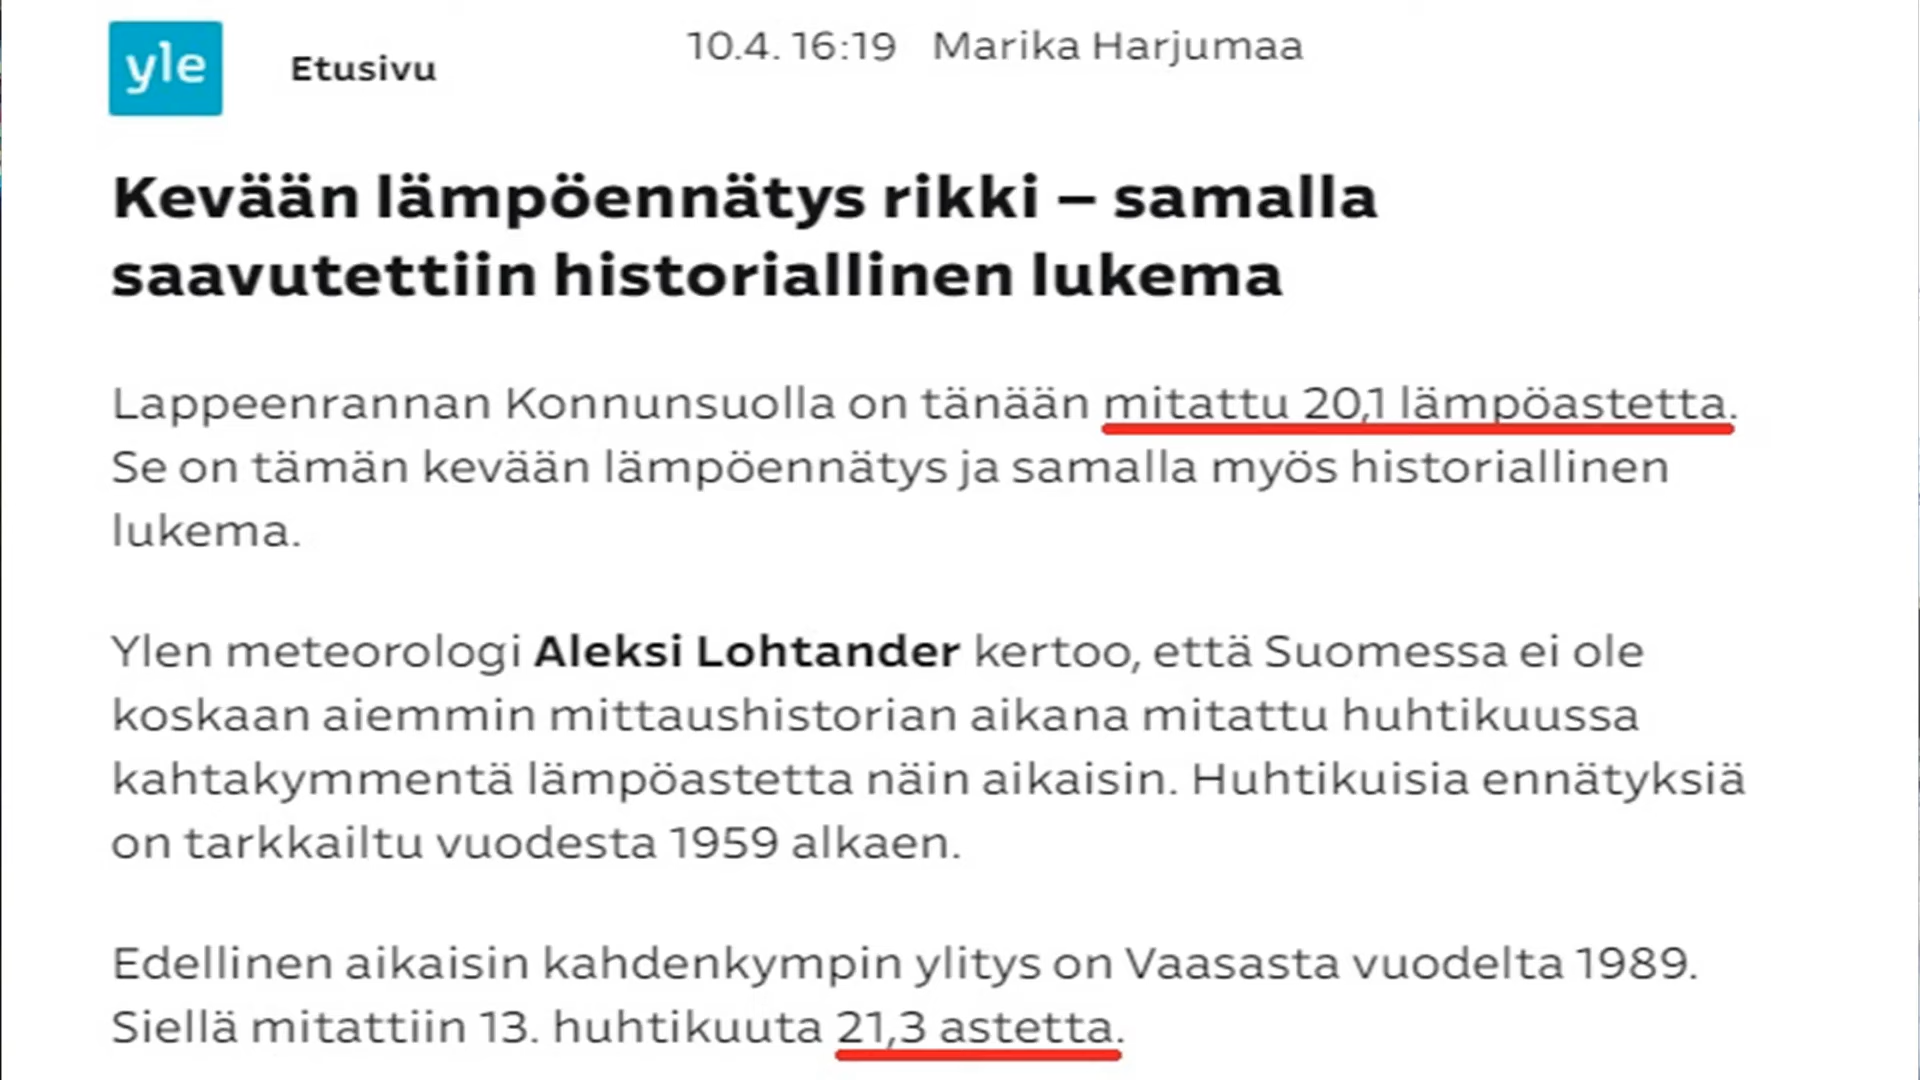 yle Etusivu 10.4. 16:19 Marika Harjumaa
Kevään lämpöennätys rikki – samalla
saavutettiin historiallinen lukema
Lappeenrannan Konnunsuolla on tänään mitattu 20,1 lämpöastetta.
Se on tämän kevään lämpöennätys ja samalla myös historiallinen
lukema.
Ylen meteorologi Aleksi Lohtander kertoo, että Suomessa ei ole
koskaan aiemmin mittaushistorian aikana mitattu huhtikuussa
kahtakymmentä lämpöastetta näin aikaisin. Huhtikuisia ennätyksiä
on tarkkailtu vuodesta 1959 alkaen.
Edellinen aikaisin kahdenkympin ylitys on Vaasasta vuodelta 1989.
Siellä mitattiin 13. huhtikuuta 21,3 astetta.